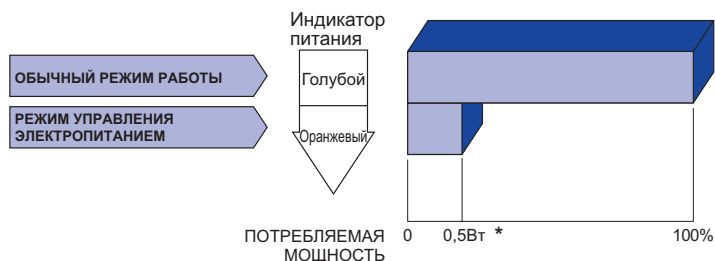 Индикатор
питания
ОБЫЧНЫЙ РЕЖИМ РАБОТЫ
Голубой
РЕЖИМ УПРАВЛЕНИЯ
ЭЛЕКТРОПИТАНИЕМ
Оранжевый
ПОТРЕБЛЯЕМАЯ
МОЩНОСТЬ
0 0,5Вт * 100%